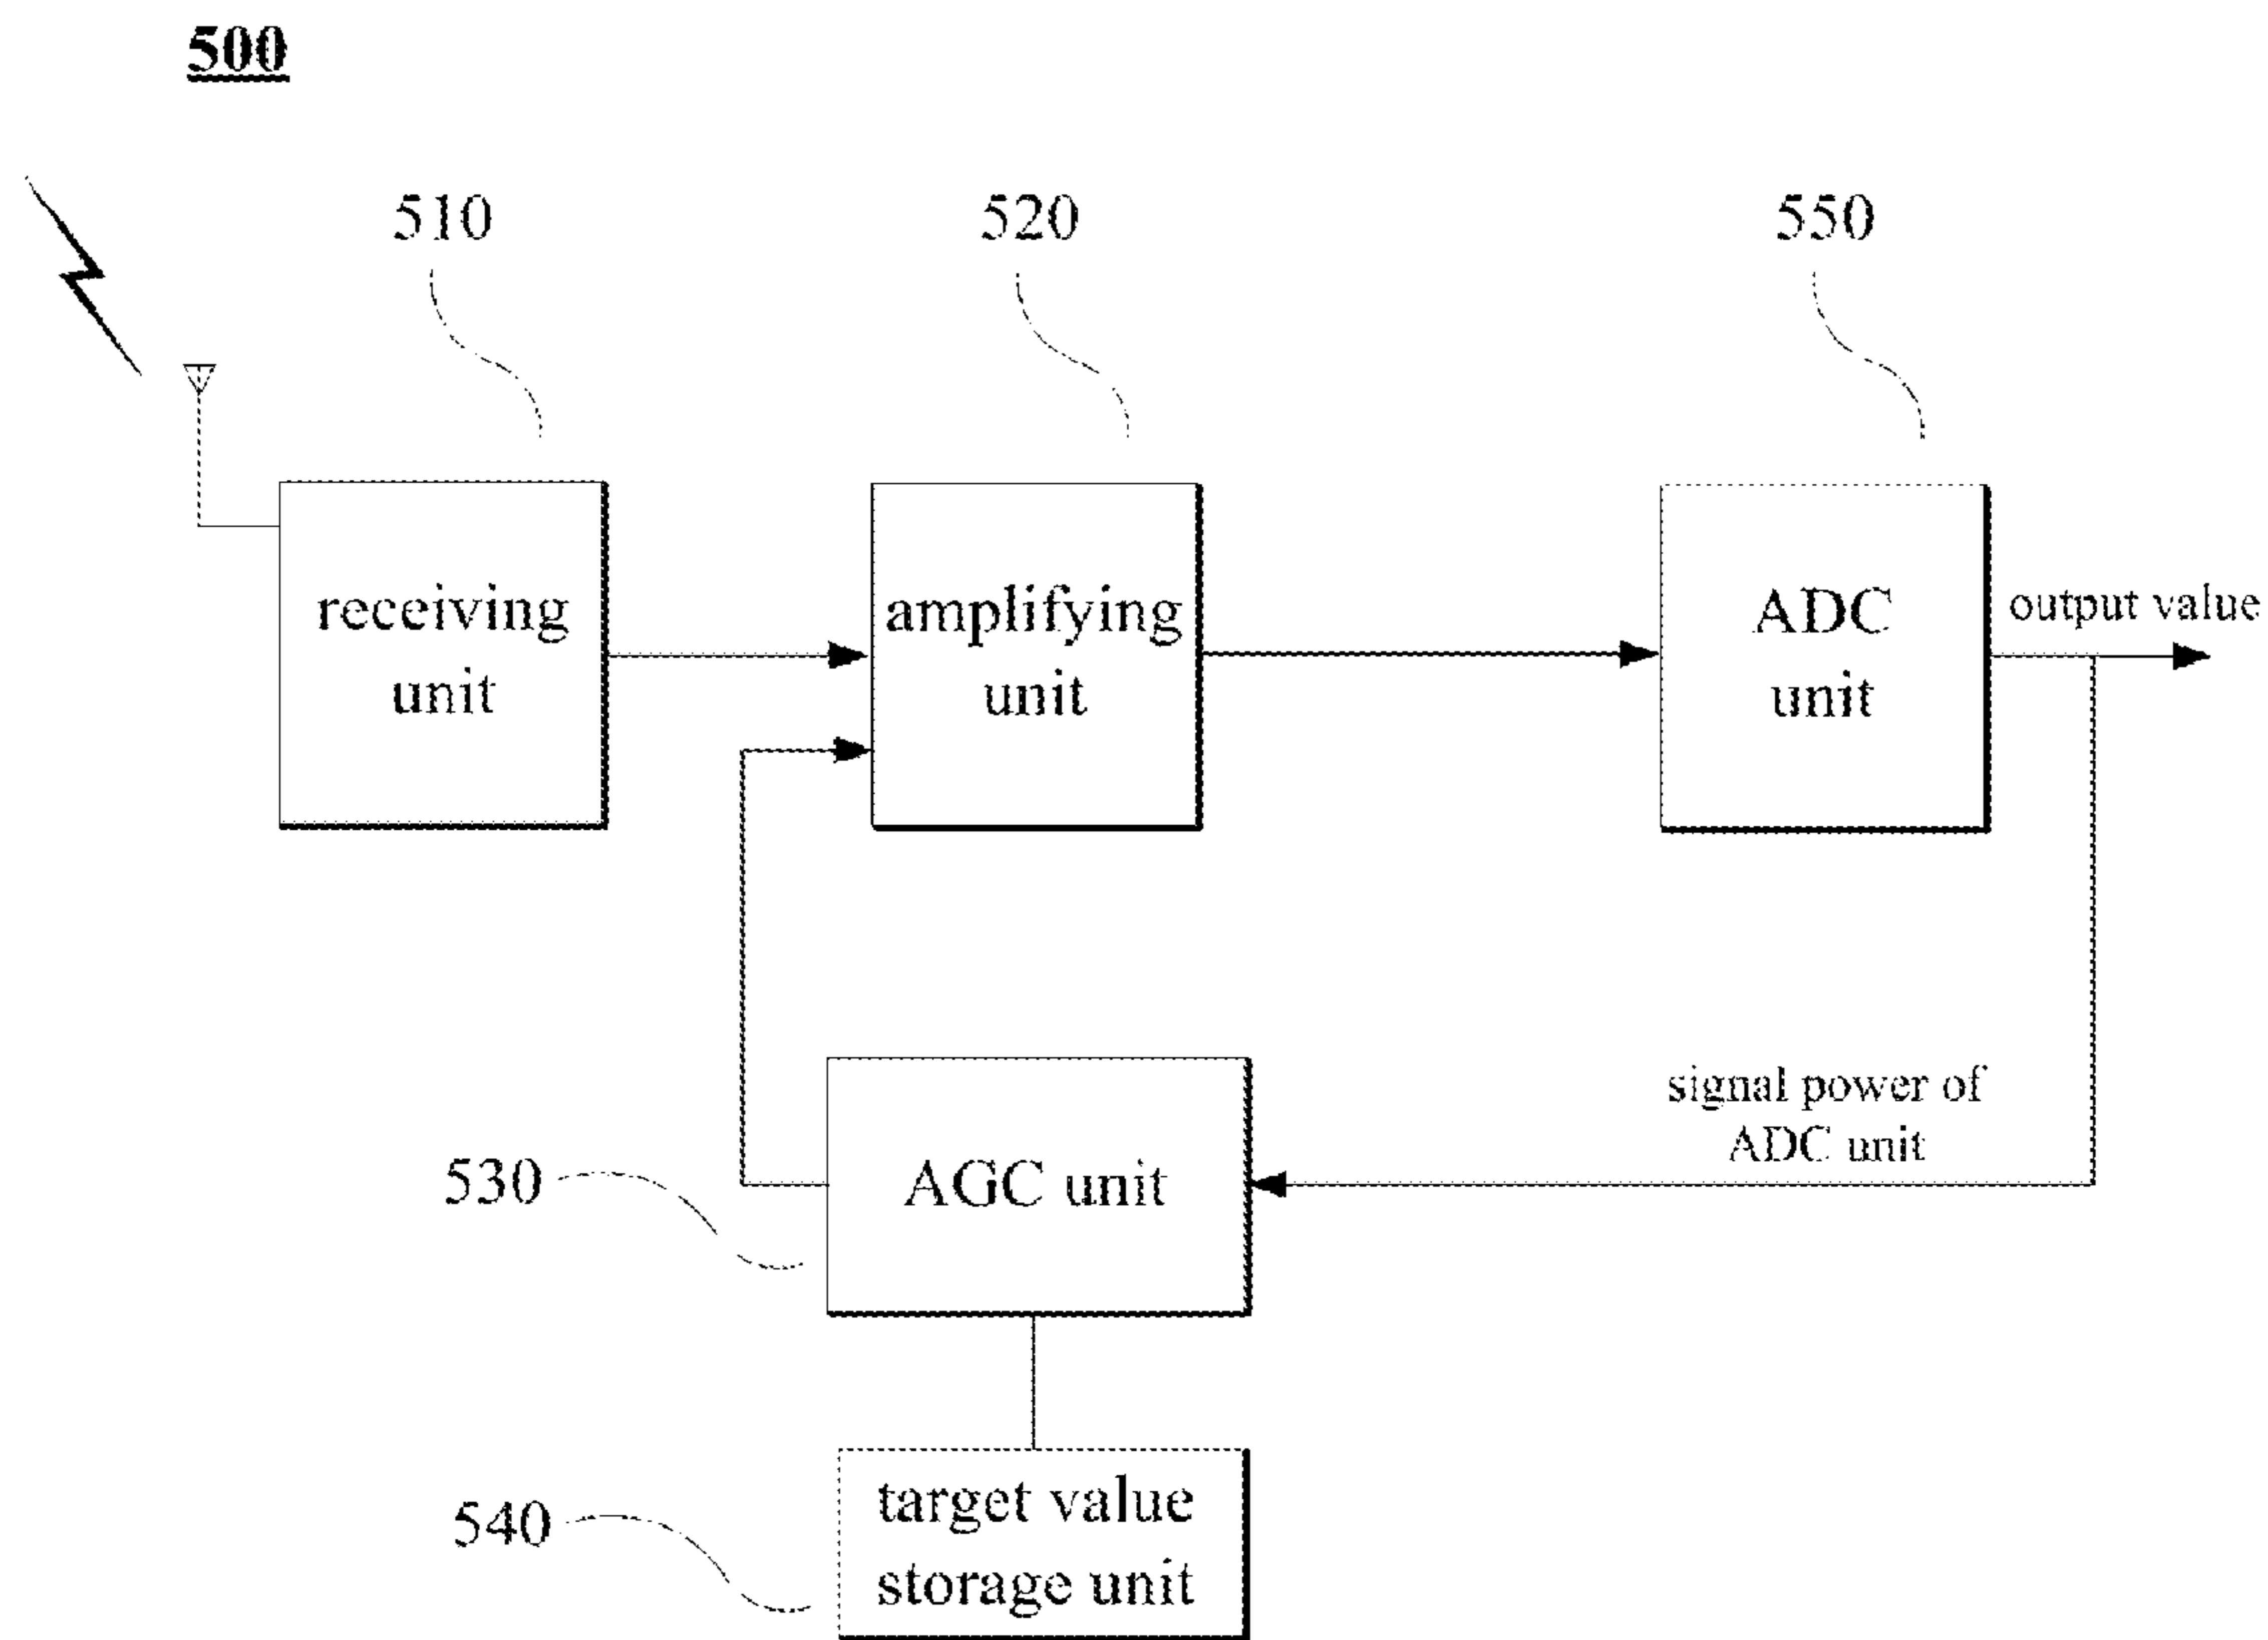 500
510
520
550
receiving
unit
amplifying
unit
ADC
unit
output value
signal power of
ADC unit
530
AGC unit
540
target value
storage unit